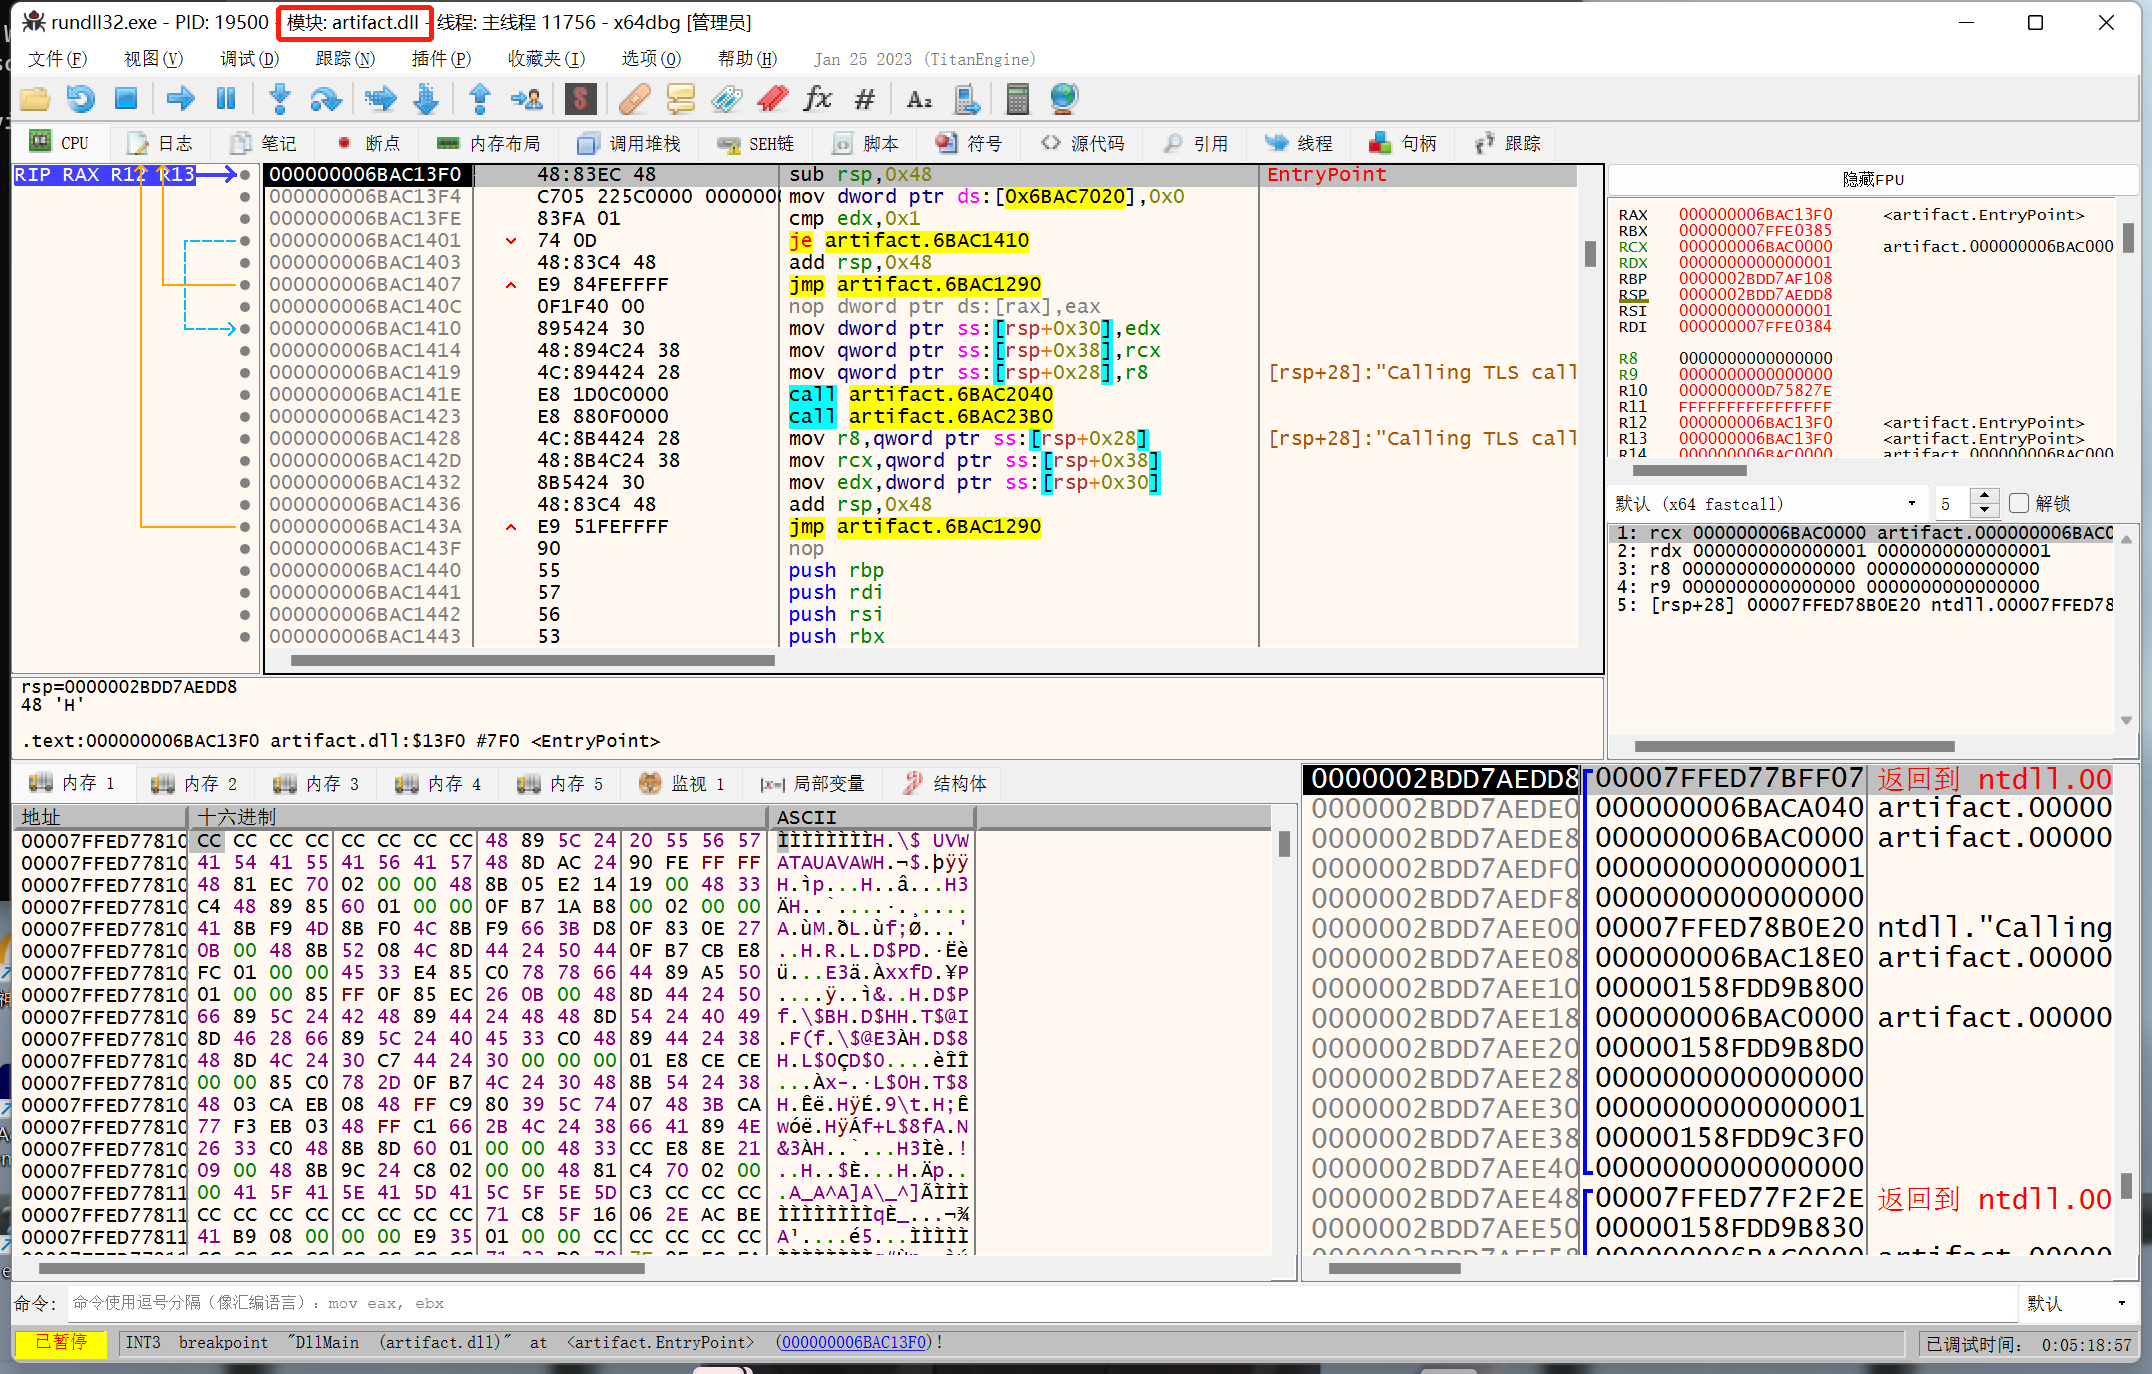 rundll32.exe - PID: 19500 - 模块: artifact.dll - 线程: 主线程 11756 - x64dbg [管理员]
文件(F) 视图(V) 调试(D) 跟踪(N) 插件(P) 收藏夹(I) 选项(O) 帮助(H) Jan 25 2023 (TitanEngine)
CPU 日志 笔记 断点 内存布局 调用堆栈 SEH链 脚本 符号 源代码 引用 线程 句柄 跟踪
RIP RAX R12 R13
000000006BAC13F0 48:83EC 48 sub rsp,0x48 EntryPoint
000000006BAC13F4 C705 225C0000 000000 mov dword ptr ds:[0x6BAC7020],0x0
000000006BAC13FE 83FA 01 cmp edx,0x1
000000006BAC1401 74 0D je artifact.6BAC1410
000000006BAC1403 48:83C4 48 add rsp,0x48
000000006BAC1407 E9 84FEFFFF jmp artifact.6BAC1290
000000006BAC140C 0F1F40 00 nop dword ptr ds:[rax],eax
000000006BAC1410 895424 30 mov dword ptr ss:[rsp+0x30],edx
000000006BAC1414 48:894C24 38 mov qword ptr ss:[rsp+0x38],rcx
000000006BAC1419 4C:894424 28 mov qword ptr ss:[rsp+0x28],r8 [rsp+28]:"Calling TLS call
000000006BAC141E E8 1D0C0000 call artifact.6BAC2040
000000006BAC1423 E8 880F0000 call artifact.6BAC23B0
000000006BAC1428 4C:8B4424 28 mov r8,qword ptr ss:[rsp+0x28] [rsp+28]:"Calling TLS call
000000006BAC142D 48:8B4C24 38 mov rcx,qword ptr ss:[rsp+0x38]
000000006BAC1432 8B5424 30 mov edx,dword ptr ss:[rsp+0x30]
000000006BAC1436 48:83C4 48 add rsp,0x48
000000006BAC143A E9 51FEFFFF jmp artifact.6BAC1290
000000006BAC143F 90 nop
000000006BAC1440 55 push rbp
000000006BAC1441 57 push rdi
000000006BAC1442 56 push rsi
000000006BAC1443 53 push rbx
隐藏FPU
RAX 000000006BAC13F0 <artifact.EntryPoint>
RBX 000000007FFE0385
RCX 000000006BAC0000 artifact.000000006BAC000
RDX 0000000000000001
RBP 0000002BDD7AF108
RSP 0000002BDD7AEDD8
RSI 0000000000000001
RDI 000000007FFE0384
R8 0000000000000000
R9 0000000000000000
R10 000000000D75827E
R11 FFFFFFFFFFFFFFFF
R12 000000006BAC13F0 <artifact.EntryPoint>
R13 000000006BAC13F0 <artifact.EntryPoint>
R14 000000006BAC0000 artifact.000000006BAC000
默认 (x64 fastcall) 5 解锁
1: rcx 000000006BAC0000 artifact.000000006BAC0
2: rdx 0000000000000001 0000000000000001
3: r8 0000000000000000 0000000000000000
4: r9 0000000000000000 0000000000000000
5: [rsp+28] 00007FFED78B0E20 ntdll.00007FFED78
rsp=0000002BDD7AEDD8
48 'H'
.text:000000006BAC13F0 artifact.dll:$13F0 #7F0 <EntryPoint>
内存 1 内存 2 内存 3 内存 4 内存 5 监视 1 局部变量 结构体
地址 十六进制 ASCII
00007FFED77810 CC CC CC CC CC CC CC CC 48 89 5C 24 20 55 56 57 ÌÌÌÌÌÌÌÌH.\$ UVW
00007FFED77810 41 54 41 55 41 56 41 57 48 8D AC 24 90 FE FF FF ATAUAVAWH.¬$.þÿÿ
00007FFED77810 48 81 EC 70 02 00 00 48 8B 05 E2 14 19 00 48 33 H.ìp...H..â...H3
00007FFED77810 C4 48 89 85 60 01 00 00 0F B7 1A B8 00 02 00 00 ÄH..`....·.¸....
00007FFED77810 41 8B F9 4D 8B F0 4C 8B F9 66 3B D8 0F 83 0E 27 A.ùM.ðL.ùf;Ø...'
00007FFED77810 0B 00 48 8B 52 08 4C 8D 44 24 50 44 0F B7 CB E8 ..H.R.L.D$PD.·Ëè
00007FFED77810 FC 01 00 00 45 33 E4 85 C0 78 78 66 44 89 A5 50 ü...E3ä.ÀxxfD.¥P
00007FFED77810 01 00 00 85 FF 0F 85 EC 26 0B 00 48 8D 44 24 50 ....ÿ..ì&..H.D$P
00007FFED77810 66 89 5C 24 42 48 89 44 24 48 48 8D 54 24 40 49 f.\$BH.D$HH.T$@I
00007FFED77810 8D 46 28 66 89 5C 24 40 45 33 C0 48 89 44 24 38 .F(f.\$@E3ÀH.D$8
00007FFED77810 48 8D 4C 24 30 C7 44 24 30 00 00 00 01 E8 CE CE H.L$0ÇD$0....èÎÎ
00007FFED77810 00 00 85 C0 78 2D 0F B7 4C 24 30 48 8B 54 24 38 ...Àx-.·L$0H.T$8
00007FFED77810 48 03 CA EB 08 48 FF C9 80 39 5C 74 07 48 3B CA H.Êë.HÿÉ.9\t.H;Ê
00007FFED77810 77 F3 EB 03 48 FF C1 66 2B 4C 24 38 66 41 89 4E wóë.HÿÁf+L$8fA.N
00007FFED77810 26 33 C0 48 8B 8D 60 01 00 00 48 33 CC E8 8E 21 &3ÀH..`...H3Ìè.!
00007FFED77810 09 00 48 8B 9C 24 C8 02 00 00 48 81 C4 70 02 00 ..H..$È...H.Äp..
00007FFED77811 00 41 5F 41 5E 41 5D 41 5C 5F 5E 5D C3 CC CC CC .A_A^A]A\_^]ÃÌÌÌ
00007FFED77811 CC CC CC CC CC CC CC CC 71 C8 5F 16 06 2E AC BE ÌÌÌÌÌÌÌÌqÈ_...¬¾
00007FFED77811 41 B9 08 00 00 00 E9 35 01 00 00 CC CC CC CC CC A¹....é5...ÌÌÌÌÌ
0000002BDD7AEDD8 00007FFED77BFF07 返回到 ntdll.00
0000002BDD7AEDE0 000000006BACA040 artifact.00000
0000002BDD7AEDE8 000000006BAC0000 artifact.00000
0000002BDD7AEDF0 0000000000000001
0000002BDD7AEDF8 0000000000000000
0000002BDD7AEE00 00007FFED78B0E20 ntdll."Calling
0000002BDD7AEE08 000000006BAC18E0 artifact.00000
0000002BDD7AEE10 00000158FDD9B800
0000002BDD7AEE18 000000006BAC0000 artifact.00000
0000002BDD7AEE20 00000158FDD9B8D0
0000002BDD7AEE28 0000000000000000
0000002BDD7AEE30 0000000000000001
0000002BDD7AEE38 00000158FDD9C3F0
0000002BDD7AEE40 0000000000000000
0000002BDD7AEE48 00007FFED77F2F2E 返回到 ntdll.00
0000002BDD7AEE50 00000158FDD9B830
0000002BDD7AEE58 000000006BAC0000 artifact.00000
命令: 命令使用逗号分隔（像汇编语言）：mov eax, ebx 默认
已暂停 INT3 breakpoint "DllMain (artifact.dll)" at <artifact.EntryPoint> (000000006BAC13F0)! 已调试时间: 0:05:18:57